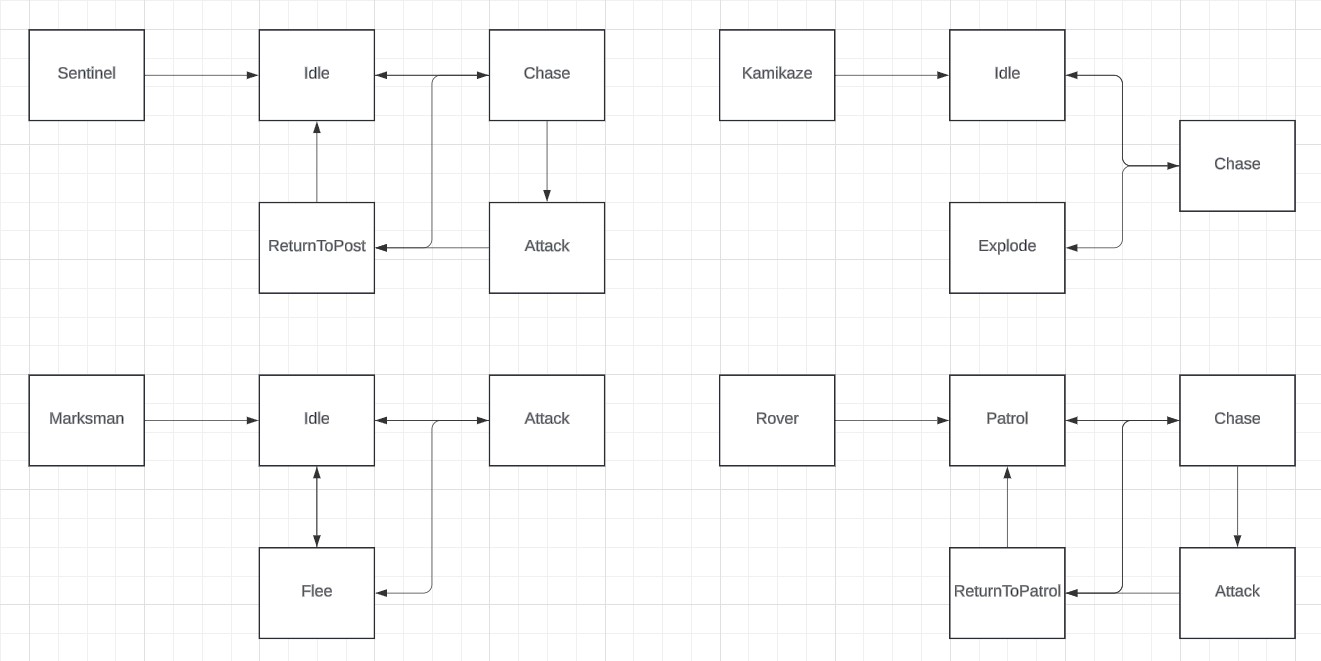 Sentinel
Idle
Chase
ReturnToPost
Attack
Kamikaze
Idle
Chase
Explode
Marksman
Idle
Attack
Flee
Rover
Patrol
Chase
ReturnToPatrol
Attack